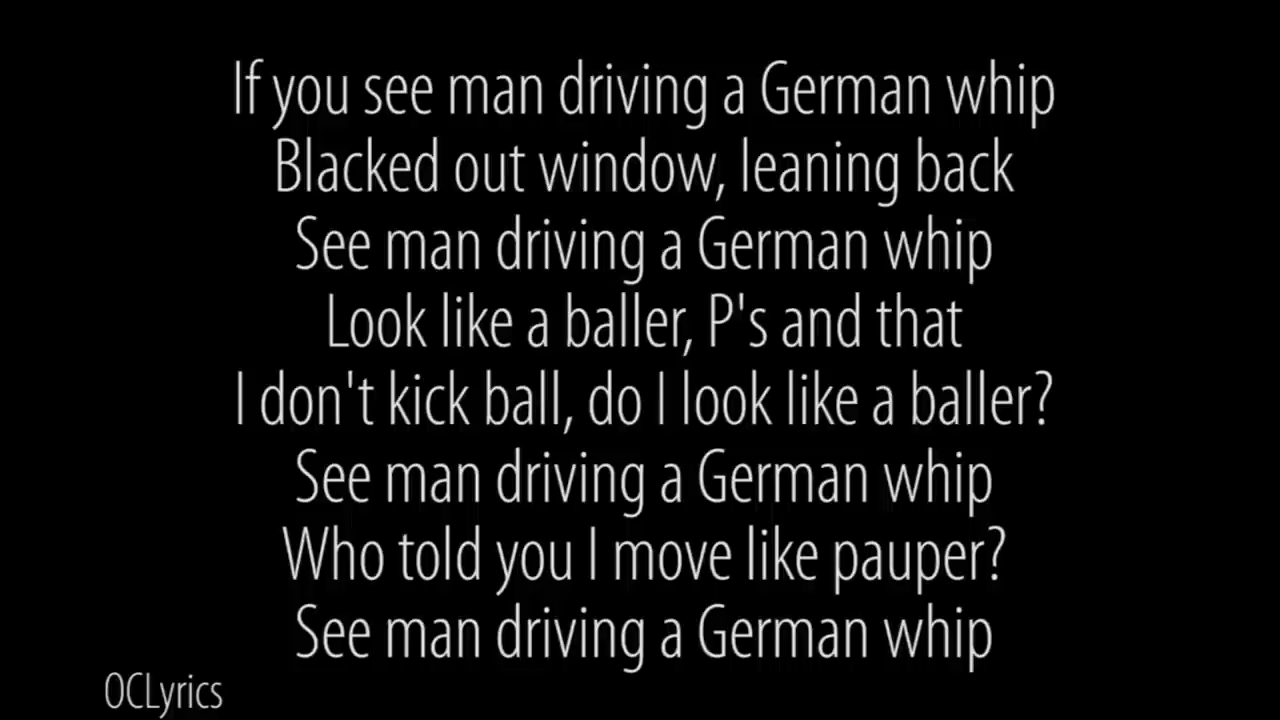 If you see man driving a German whip
Blacked out window, leaning back
See man driving a German whip
Look like a baller, P's and that
I don't kick ball, do I look like a baller?
See man driving a German whip
Who told you I move like pauper?
See man driving a German whip
OCLyrics